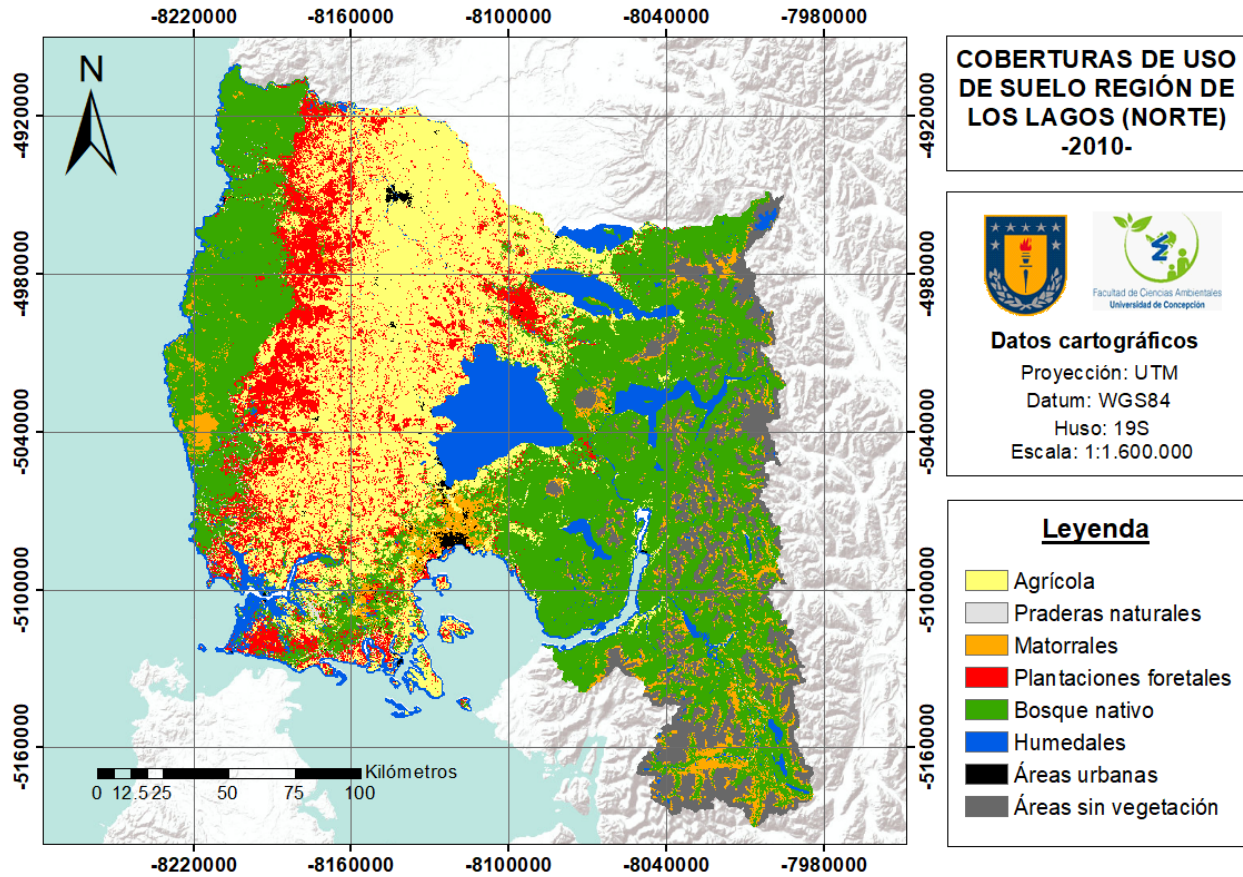 -8220000 -8160000 -8100000 -8040000 -7980000
-4920000
-4980000
-5040000
-5100000
-5160000
N
Kilómetros
0 12.5 25 50 75 100
-4920000
-4980000
-5040000
-5100000
-5160000
-8220000 -8160000 -8100000 -8040000 -7980000
COBERTURAS DE USO
DE SUELO REGIÓN DE
LOS LAGOS (NORTE)
-2010-
Facultad de Ciencias Ambientales
Universidad de Concepción
Datos cartográficos
Proyección: UTM
Datum: WGS84
Huso: 19S
Escala: 1:1.600.000
Leyenda
Agrícola
Praderas naturales
Matorrales
Plantaciones foretales
Bosque nativo
Humedales
Áreas urbanas
Áreas sin vegetación